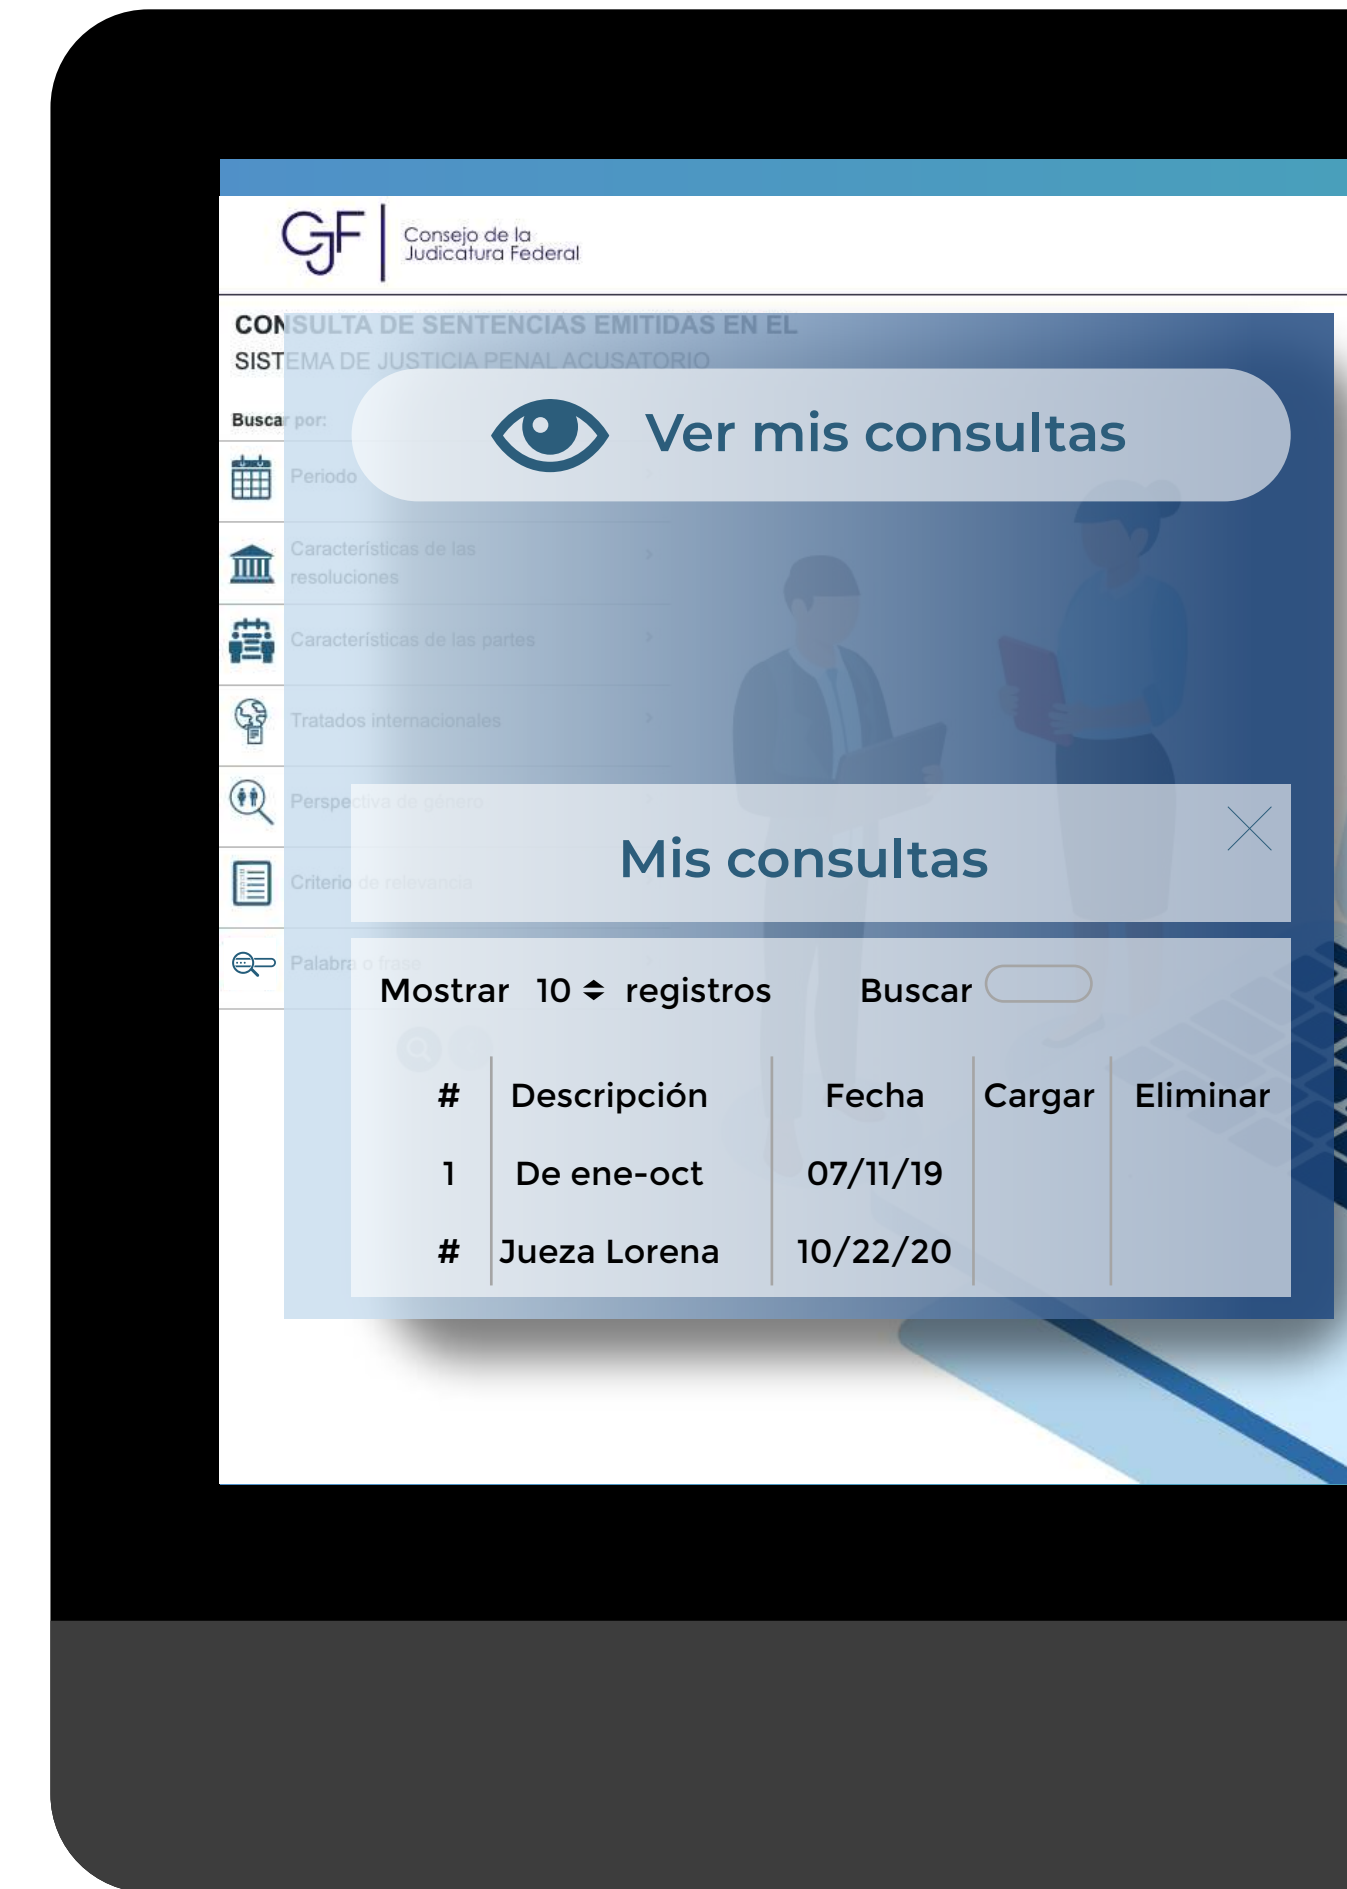 CJF
Consejo de la
Judicatura Federal
CONSULTA DE SENTENCIAS EMITIDAS EN EL
SISTEMA DE JUSTICIA PENAL ACUSATORIO
Buscar por:
Ver mis consultas
Periodo
Características de las
resoluciones
Características de las partes
Tratados internacionales
Perspectiva de género
Mis consultas
Criterio de relevancia
Palabra o frase
Mostrar 10 registros Buscar
# Descripción Fecha Cargar Eliminar
1 De ene-oct 07/11/19
# Jueza Lorena 10/22/20